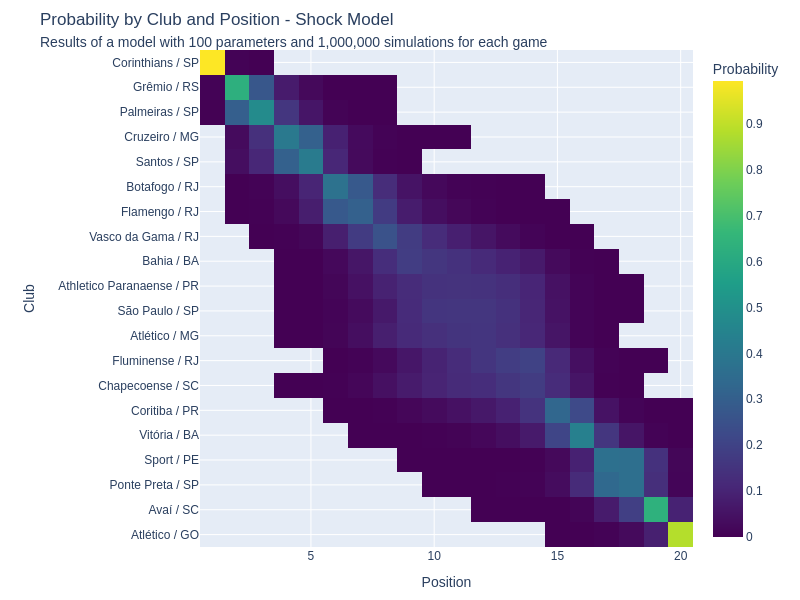 Probability by Club and Position - Shock Model
Results of a model with 100 parameters and 1,000,000 simulations for each game
Probability
Club
Corinthians / SP
Grêmio / RS
Palmeiras / SP
Cruzeiro / MG
Santos / SP
Botafogo / RJ
Flamengo / RJ
Vasco da Gama / RJ
Bahia / BA
Athletico Paranaense / PR
São Paulo / SP
Atlético / MG
Fluminense / RJ
Chapecoense / SC
Coritiba / PR
Vitória / BA
Sport / PE
Ponte Preta / SP
Avaí / SC
Atlético / GO
0.9
0.8
0.7
0.6
0.5
0.4
0.3
0.2
0.1
0
5 10 15 20
Position